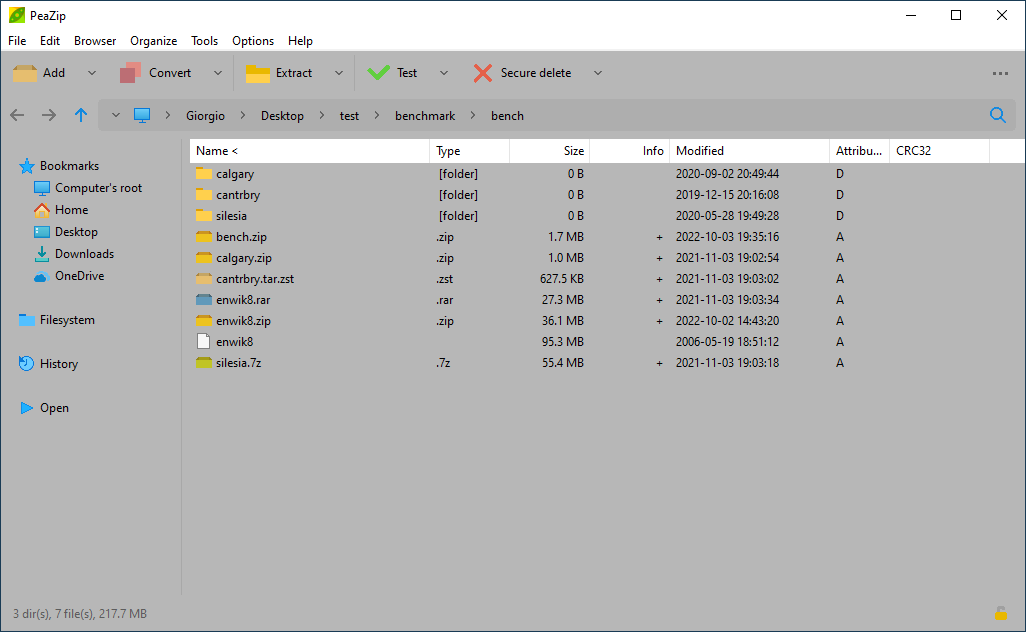 PeaZip
File Edit Browser Organize Tools Options Help
Add Convert Extract Test Secure delete
Giorgio > Desktop > test > benchmark > bench
Bookmarks
Computer's root
Home
Desktop
Downloads
OneDrive
Filesystem
History
Open
Name < Type Size Info Modified Attribu... CRC32
calgary [folder] 0 B 2020-09-02 20:49:44 D
cantrbry [folder] 0 B 2019-12-15 20:16:08 D
silesia [folder] 0 B 2020-05-28 19:49:28 D
bench.zip .zip 1.7 MB + 2022-10-03 19:35:16 A
calgary.zip .zip 1.0 MB + 2021-11-03 19:02:54 A
cantrbry.tar.zst .zst 627.5 KB + 2021-11-03 19:03:02 A
enwik8.rar .rar 27.3 MB + 2021-11-03 19:03:34 A
enwik8.zip .zip 36.1 MB + 2022-10-02 14:43:20 A
enwik8 95.3 MB 2006-05-19 18:51:12 A
silesia.7z .7z 55.4 MB + 2021-11-03 19:03:18 A
3 dir(s), 7 file(s), 217.7 MB